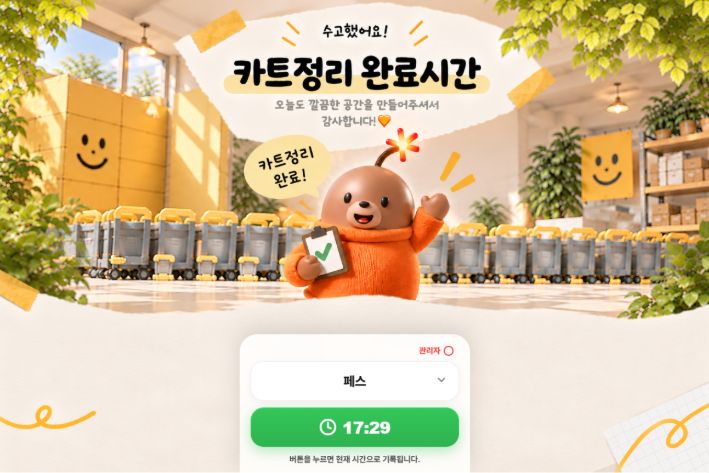 수고했어요!
카트정리 완료시간
오늘도 깔끔한 공간을 만들어주셔서
감사합니다!🧡
카트정리
완료!
관리자
페스
17:29
버튼을 누르면 현재 시간으로 기록됩니다.